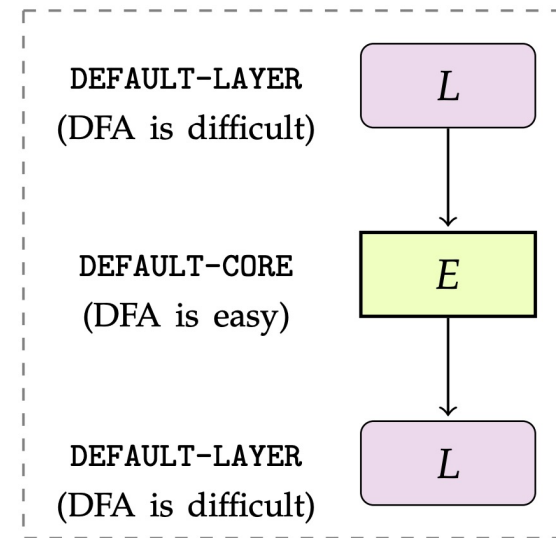 DEFAULT-LAYER
(DFA is difficult)
L
DEFAULT-CORE
(DFA is easy)
E
DEFAULT-LAYER
(DFA is difficult)
L